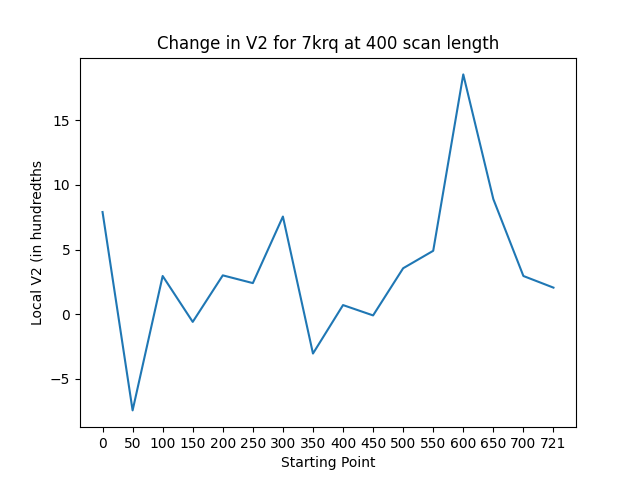 Change in V2 for 7krq at 400 scan length
Local V2 (in hundredths)
15
10
5
0
−5
0 50 100 150 200 250 300 350 400 450 500 550 600 650 700 721
Starting Point